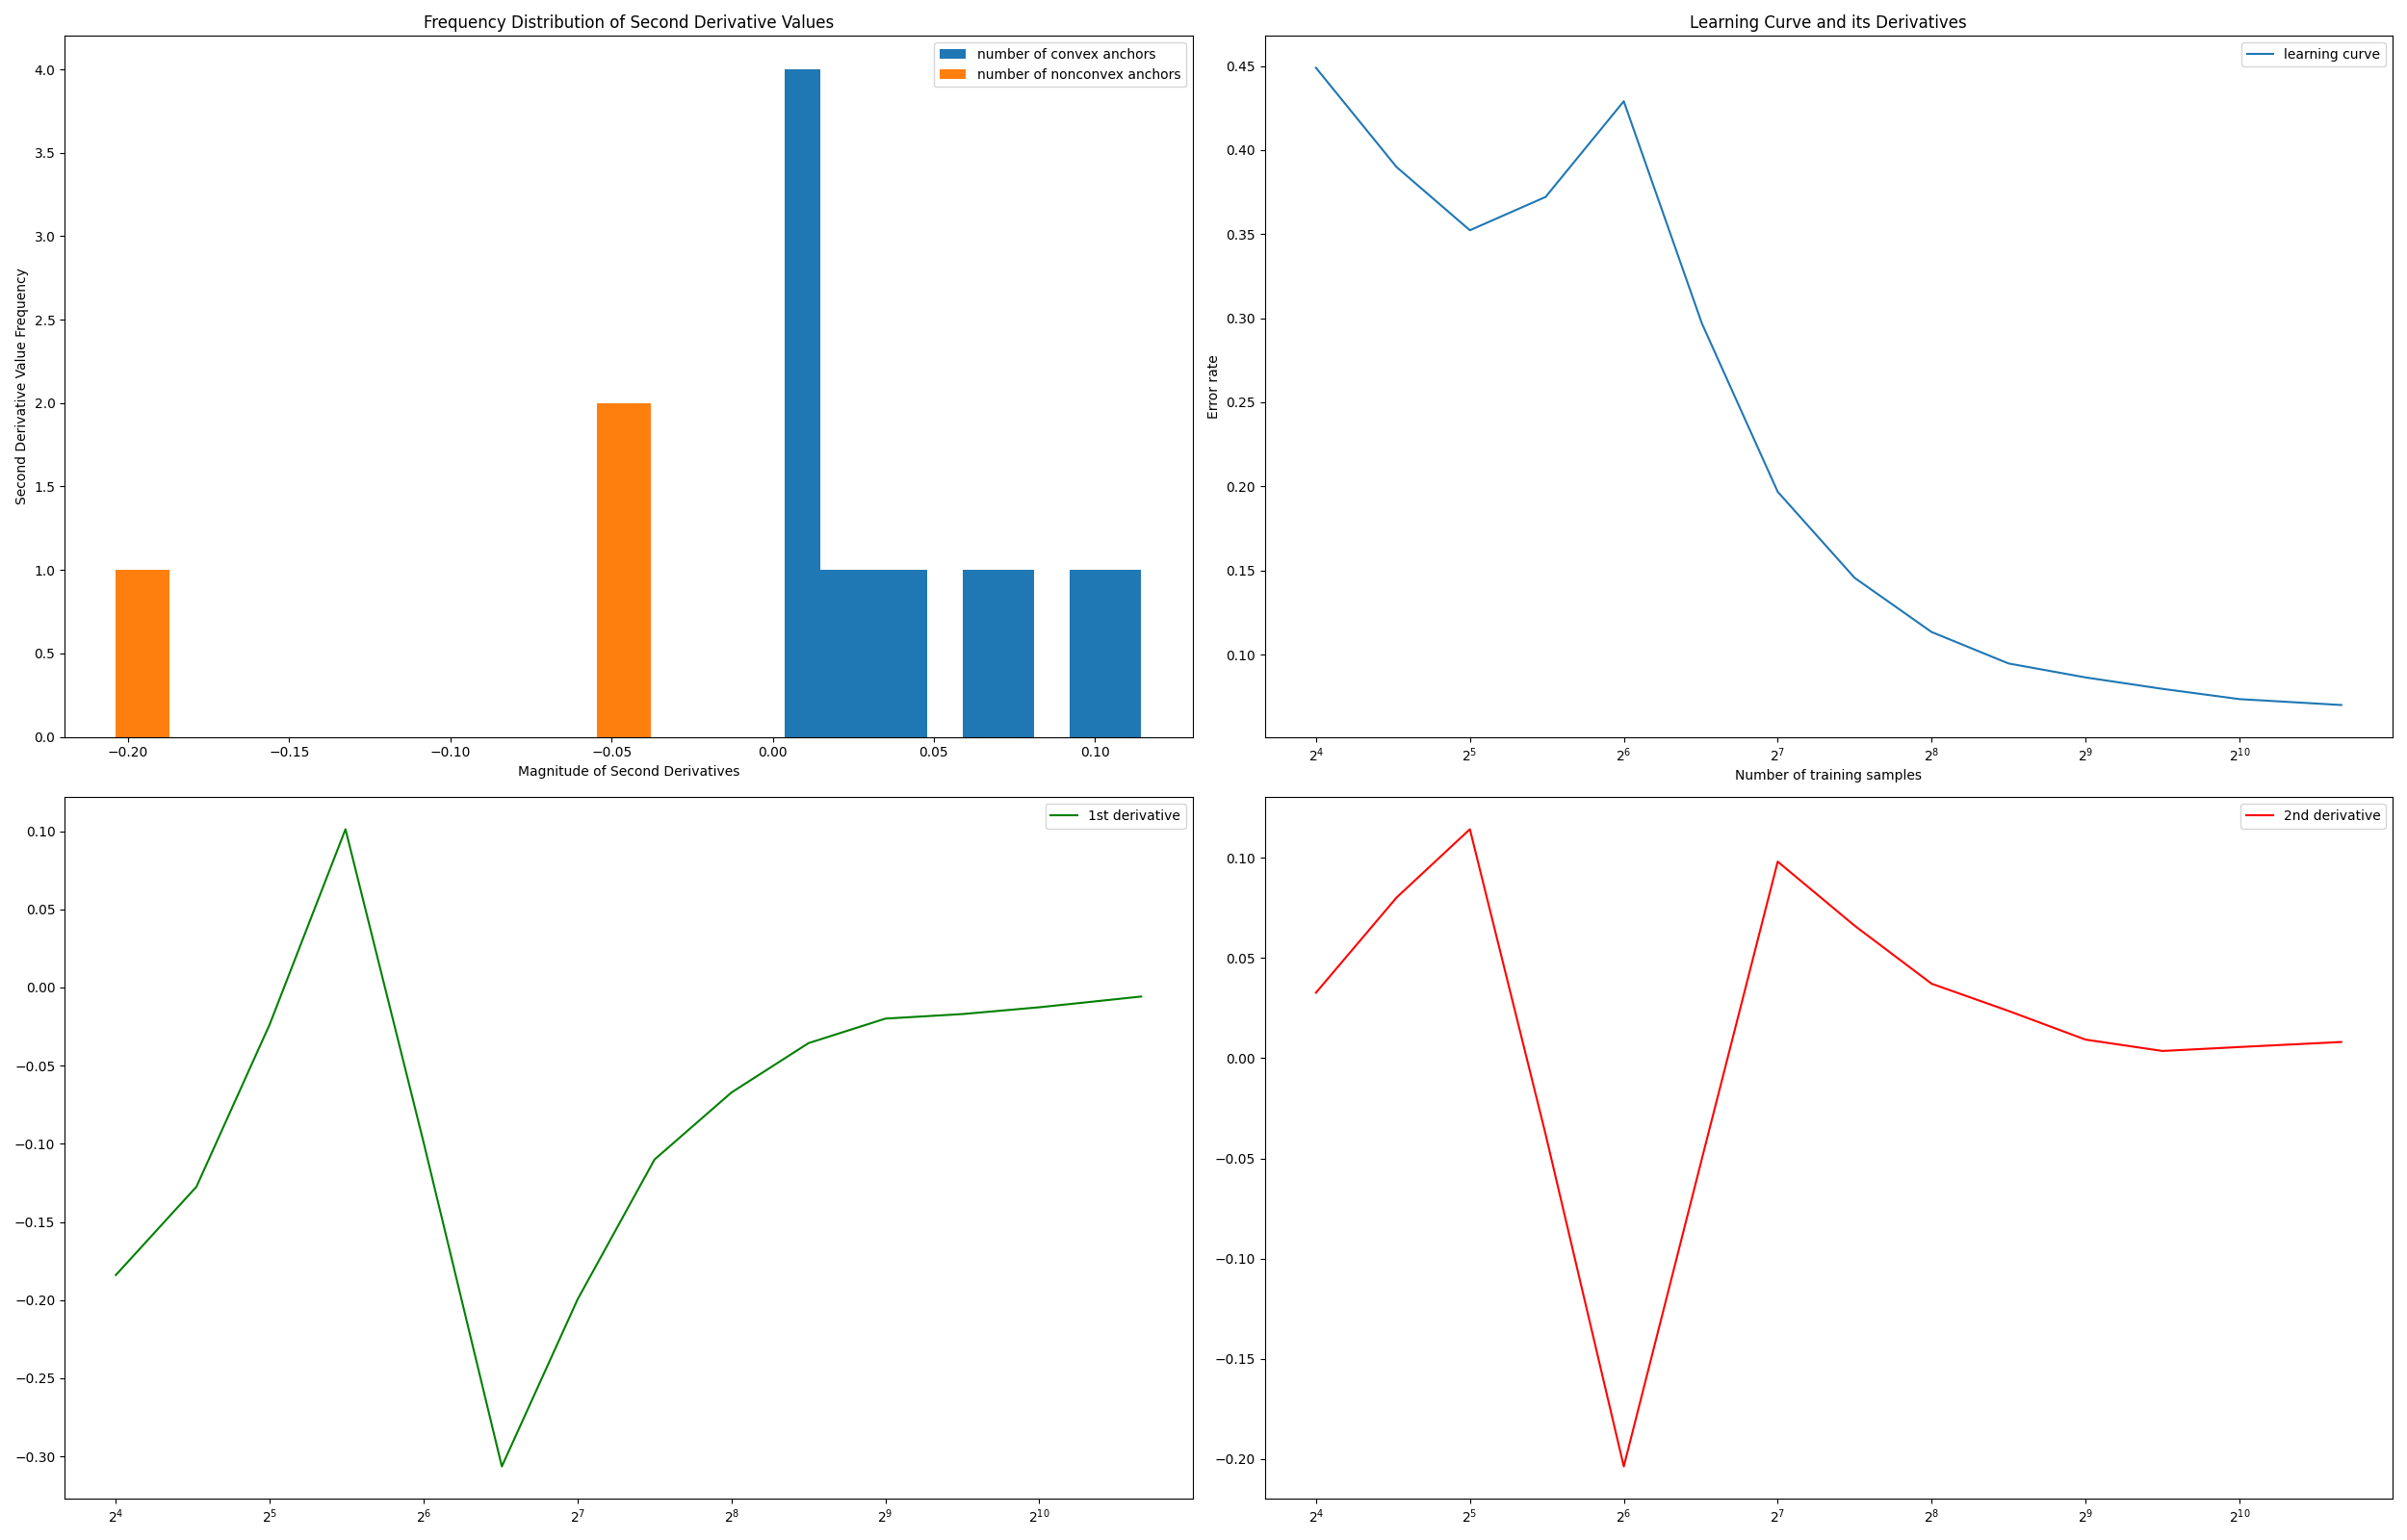 Frequency Distribution of Second Derivative Values
number of convex anchors
number of nonconvex anchors
Second Derivative Value Frequency
4.0
3.5
3.0
2.5
2.0
1.5
1.0
0.5
0.0
−0.20 −0.15 −0.10 −0.05 0.00 0.05 0.10
Magnitude of Second Derivatives
Learning Curve and its Derivatives
learning curve
Error rate
0.45
0.40
0.35
0.30
0.25
0.20
0.15
0.10
2⁴ 2⁵ 2⁶ 2⁷ 2⁸ 2⁹ 2¹⁰
Number of training samples
1st derivative
0.10
0.05
0.00
−0.05
−0.10
−0.15
−0.20
−0.25
−0.30
2⁴ 2⁵ 2⁶ 2⁷ 2⁸ 2⁹ 2¹⁰
2nd derivative
0.10
0.05
0.00
−0.05
−0.10
−0.15
−0.20
2⁴ 2⁵ 2⁶ 2⁷ 2⁸ 2⁹ 2¹⁰